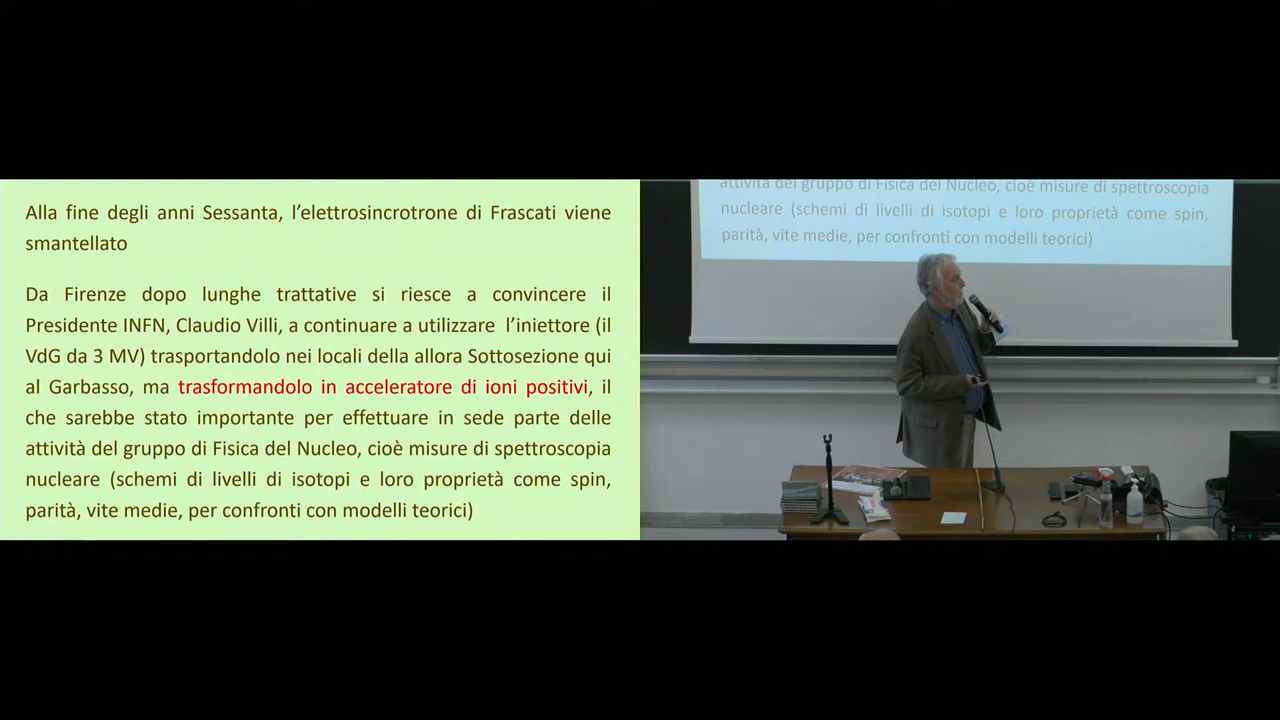 Alla fine degli anni Sessanta, l’elettrosincrotrone di Frascati viene
smantellato
Da Firenze dopo lunghe trattative si riesce a convincere il
Presidente INFN, Claudio Villi, a continuare a utilizzare l’iniettore (il
VdG da 3 MV) trasportandolo nei locali della allora Sottosezione qui
al Garbasso, ma trasformandolo in acceleratore di ioni positivi, il
che sarebbe stato importante per effettuare in sede parte delle
attività del gruppo di Fisica del Nucleo, cioè misure di spettroscopia
nucleare (schemi di livelli di isotopi e loro proprietà come spin,
parità, vite medie, per confronti con modelli teorici)
attività del gruppo di Fisica del Nucleo, cioè misure di spettroscopia
nucleare (schemi di livelli di isotopi e loro proprietà come spin,
parità, vite medie, per confronti con modelli teorici)